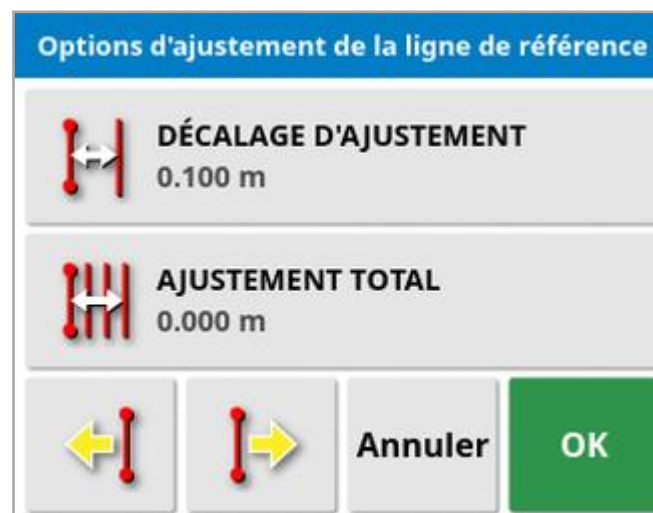 Options d'ajustement de la ligne de référence
DÉCALAGE D'AJUSTEMENT
0.100 m
AJUSTEMENT TOTAL
0.000 m
Annuler
OK